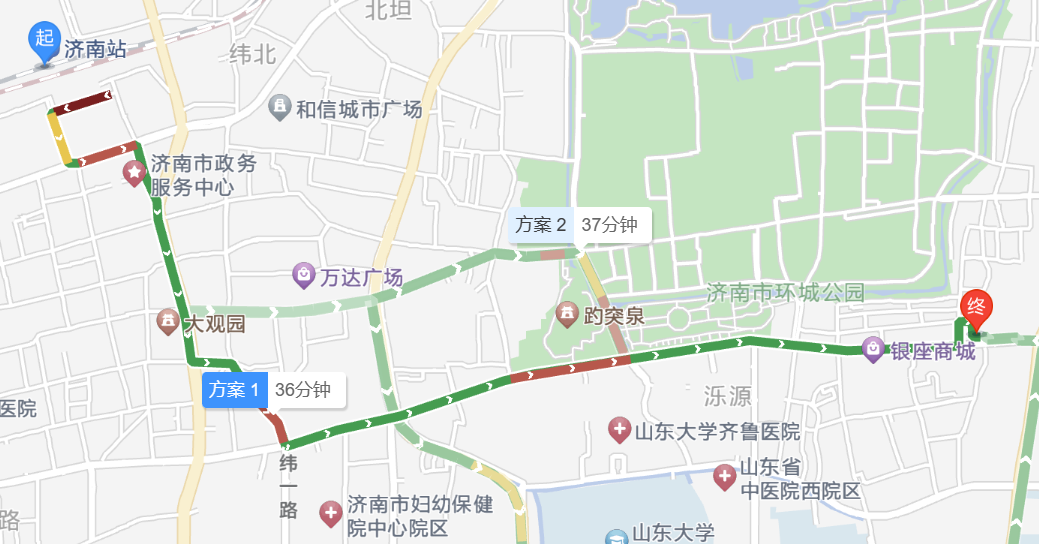 北坦
起
济南站
纬北
和信城市广场
济南市政务
服务中心
方案 2 37分钟
万达广场
济南市环城公园
终
大观园
趵突泉
银座商城
方案 1 36分钟
医院
泺源
山东大学齐鲁医院
纬一路
山东省
中医院西院区
济南市妇幼保健
院中心院区
路
山东大学